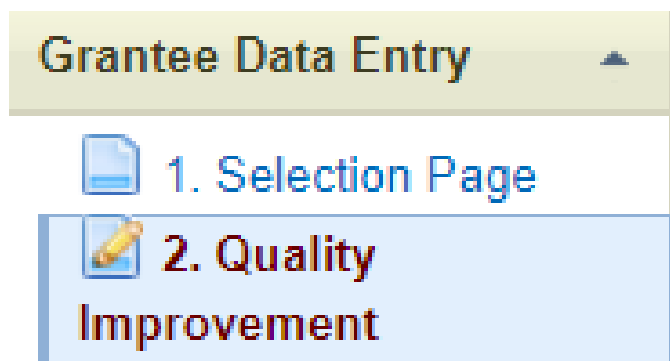 Grantee Data Entry
1. Selection Page
2. Quality
Improvement